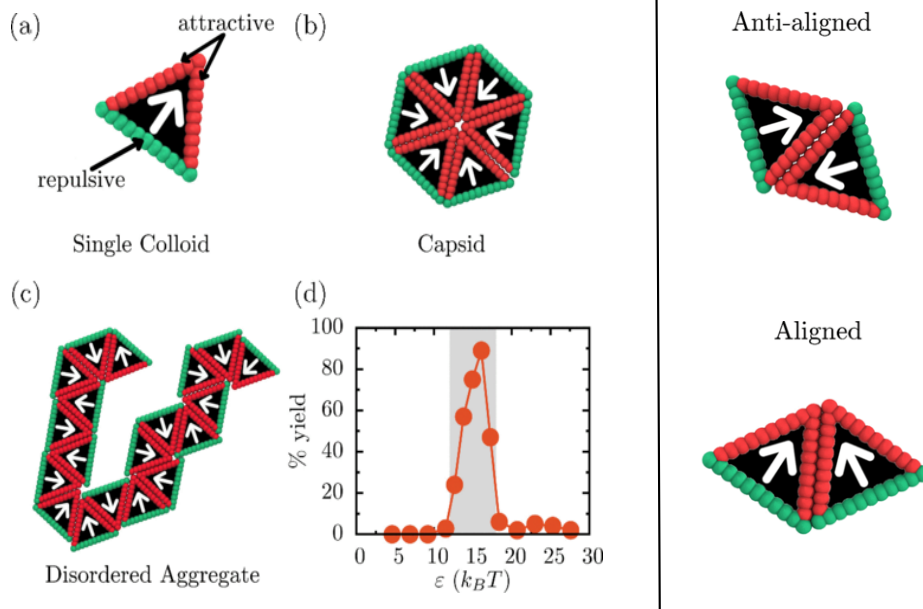 (a)
attractive
repulsive
Single Colloid
(b)
Capsid
(c)
Disordered Aggregate
(d)
% yield
100
80
60
40
20
0
0 5 10 15 20 25 30
ε (k_BT)
Anti-aligned
Aligned